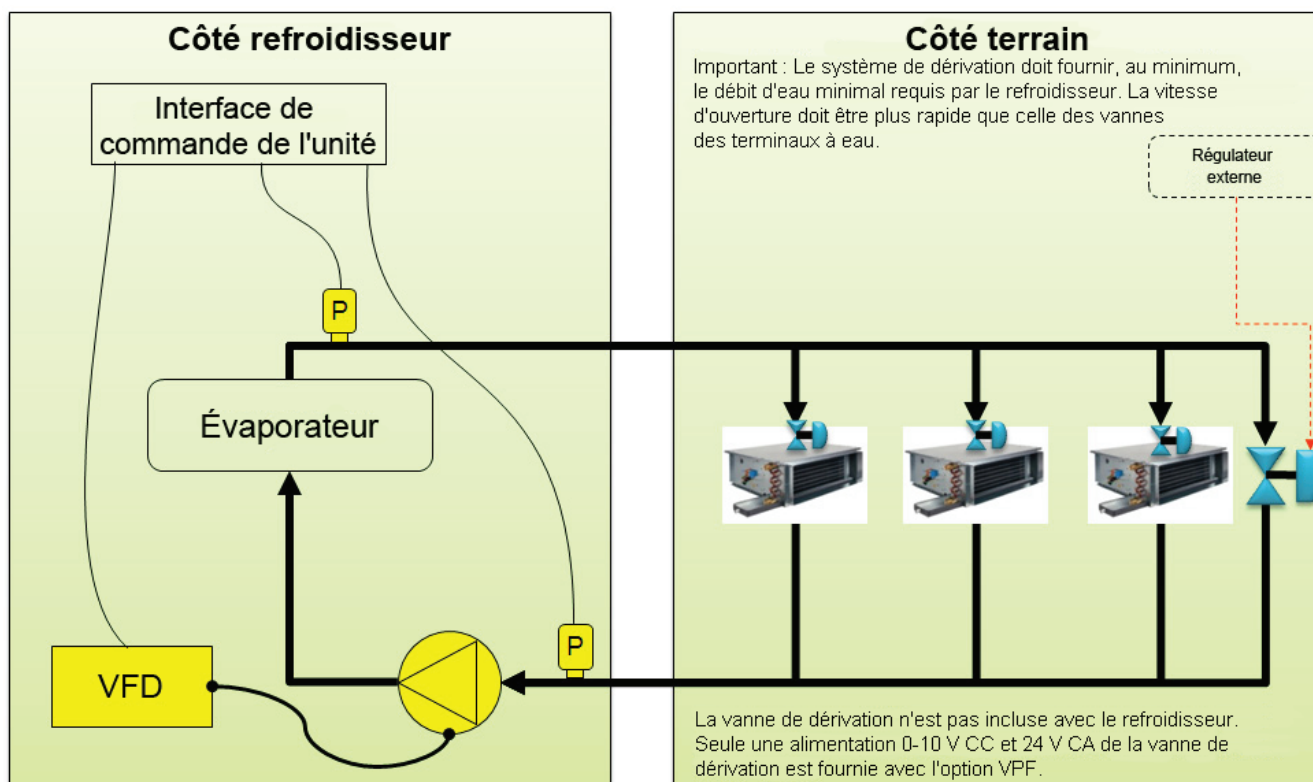 Côté refroidisseur
Interface de
commande de l'unité
P
Évaporateur
P
VFD
Côté terrain
Important : Le système de dérivation doit fournir, au minimum,
le débit d'eau minimal requis par le refroidisseur. La vitesse
d'ouverture doit être plus rapide que celle des vannes
des terminaux à eau.
Régulateur
externe
La vanne de dérivation n'est pas incluse avec le refroidisseur.
Seule une alimentation 0-10 V CC et 24 V CA de la vanne de
dérivation est fournie avec l'option VPF.